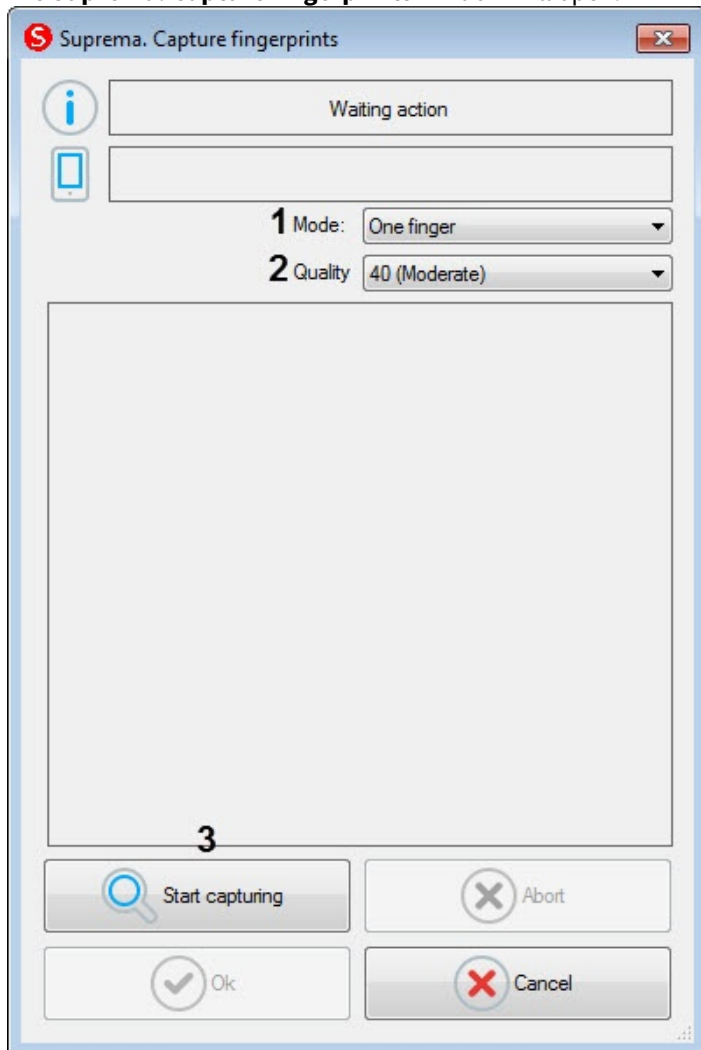 Suprema. Capture fingerprints
Waiting action
1 Mode: One finger
2 Quality 40 (Moderate)
3
Start capturing Abort
Ok Cancel